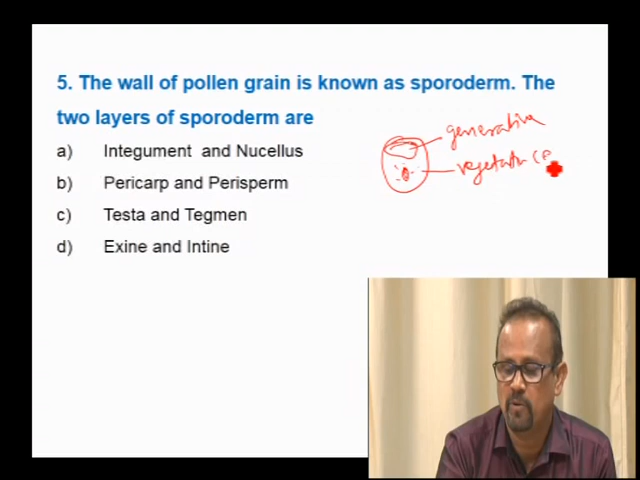 5. The wall of pollen grain is known as sporoderm. The
two layers of sporoderm are
a) Integument and Nucellus
b) Pericarp and Perisperm
c) Testa and Tegmen
d) Exine and Intine
generative